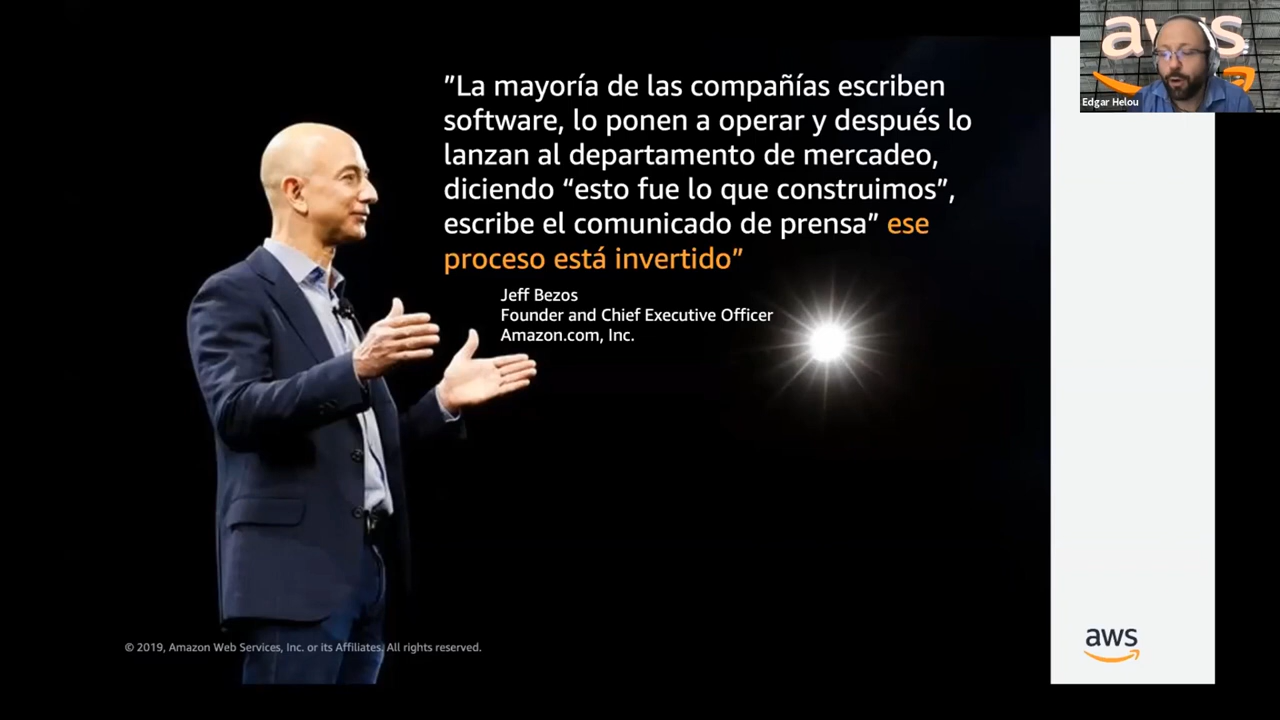 aws
Edgar Helou
"La mayoría de las compañías escriben
software, lo ponen a operar y después lo
lanzan al departamento de mercadeo,
diciendo “esto fue lo que construimos”,
escribe el comunicado de prensa” ese
proceso está invertido”
Jeff Bezos
Founder and Chief Executive Officer
Amazon.com, Inc.
© 2019, Amazon Web Services, Inc. or its Affiliates. All rights reserved.
aws